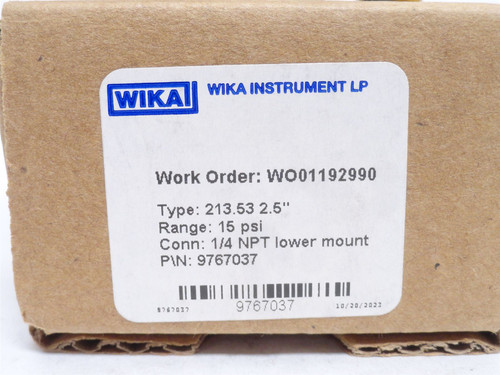 WIKA WIKA INSTRUMENT LP
Work Order: WO01192990
Type: 213.53 2.5"
Range: 15 psi
Conn: 1/4 NPT lower mount
P\N: 9767037
9767037 9767037 10/20/2023